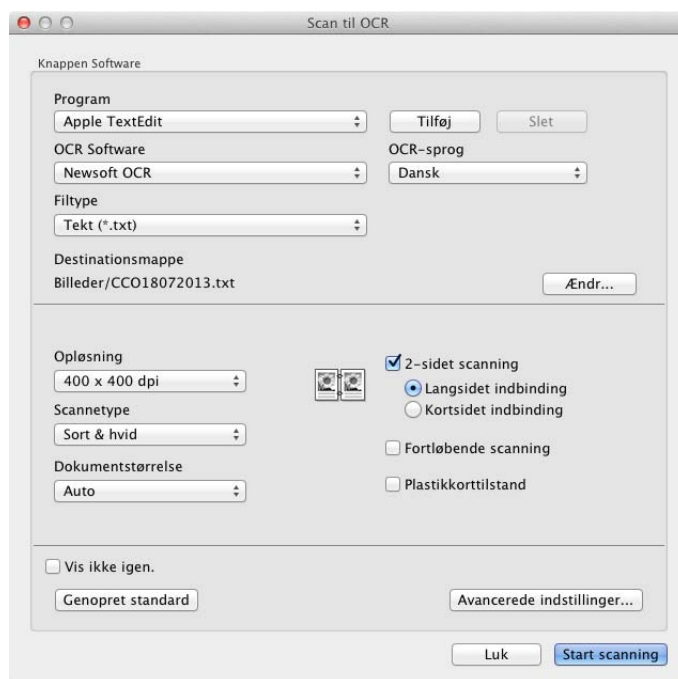 Scan til OCR
Knappen Software
Program
Apple TextEdit Tilføj Slet
OCR Software OCR-sprog
Newsoft OCR Dansk
Filtype
Tekt (*.txt)
Destinationsmappe
Billeder/CCO18072013.txt Ændr...
Opløsning
400 x 400 dpi
Scannetype
Sort & hvid
Dokumentstørrelse
Auto
2-sidet scanning
Langsidet indbinding
Kortsidet indbinding
Fortløbende scanning
Plastikkorttilstand
Vis ikke igen.
Genopret standard Avancerede indstillinger...
Luk Start scanning